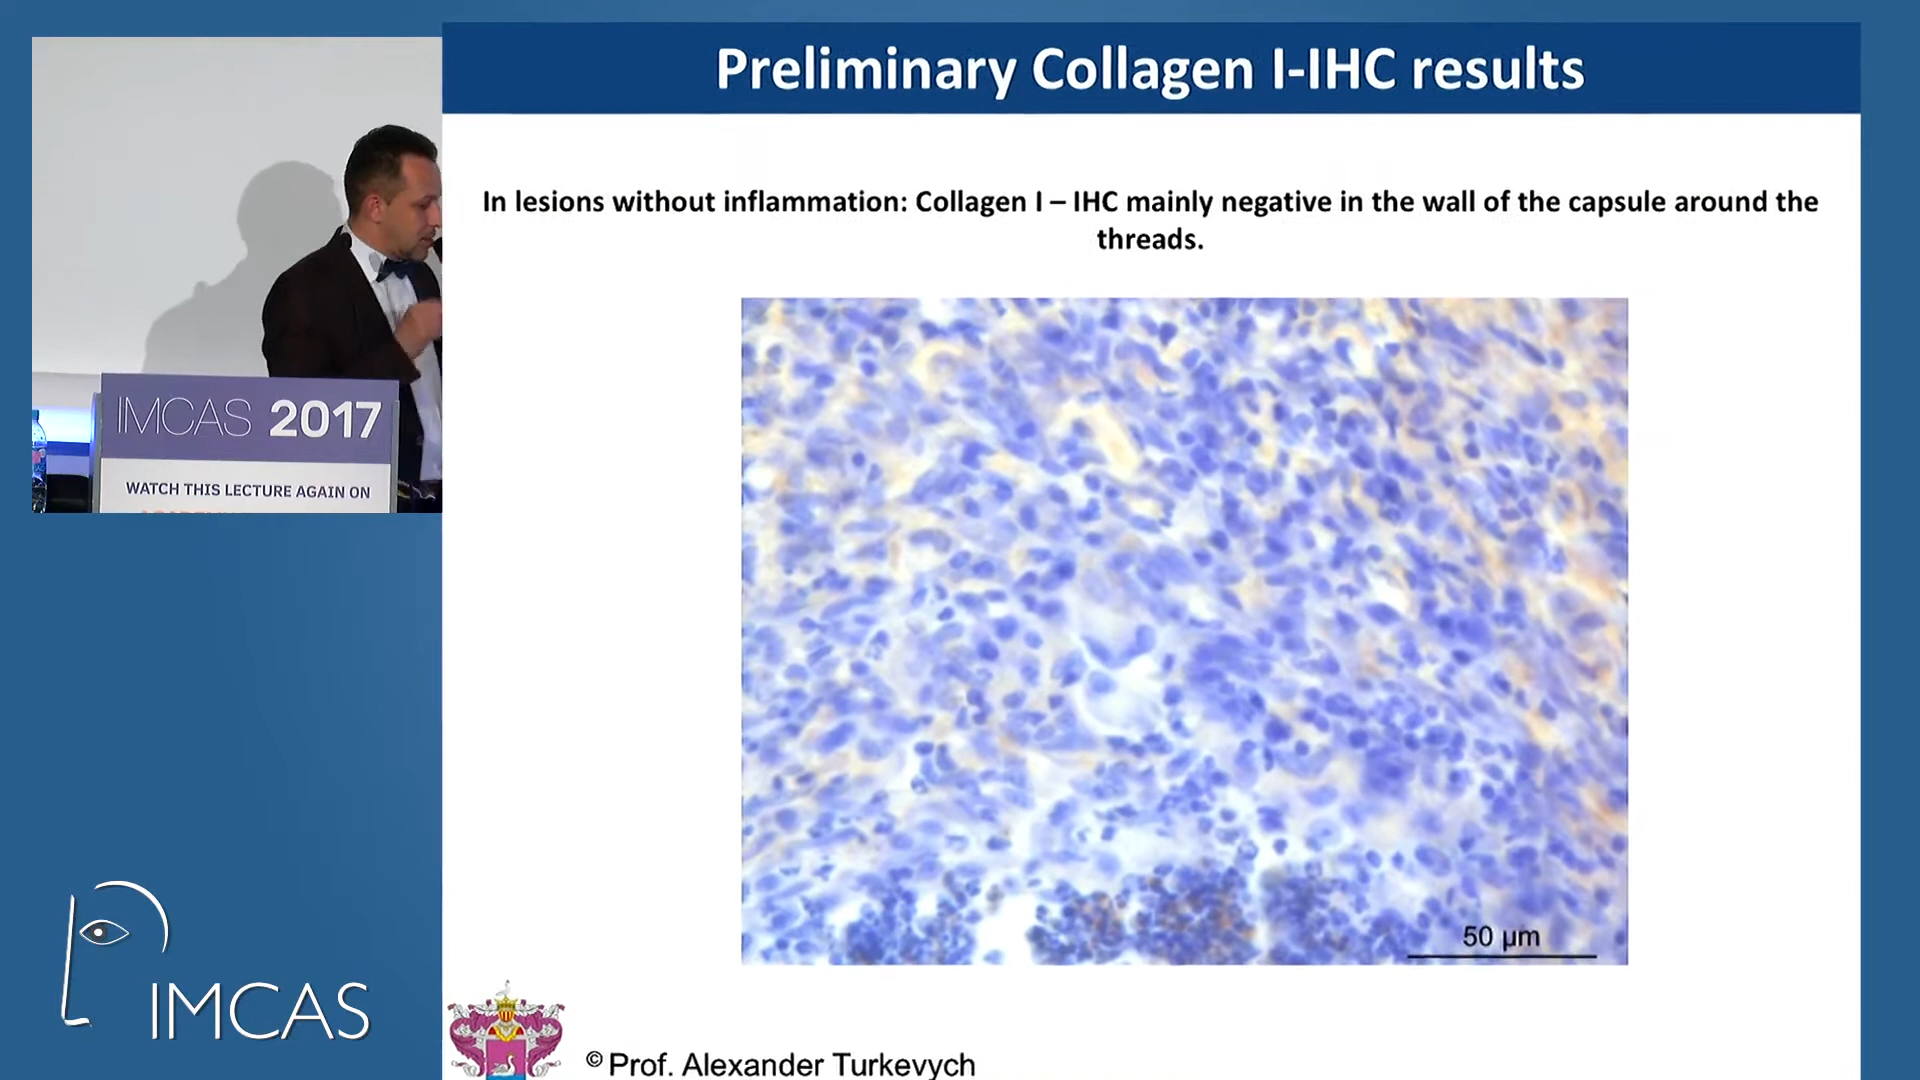 Preliminary Collagen I-IHC results
In lesions without inflammation: Collagen I – IHC mainly negative in the wall of the capsule around the
threads.
IMCAS 2017
WATCH THIS LECTURE AGAIN ON
50 µm
IMCAS
© Prof. Alexander Turkevych